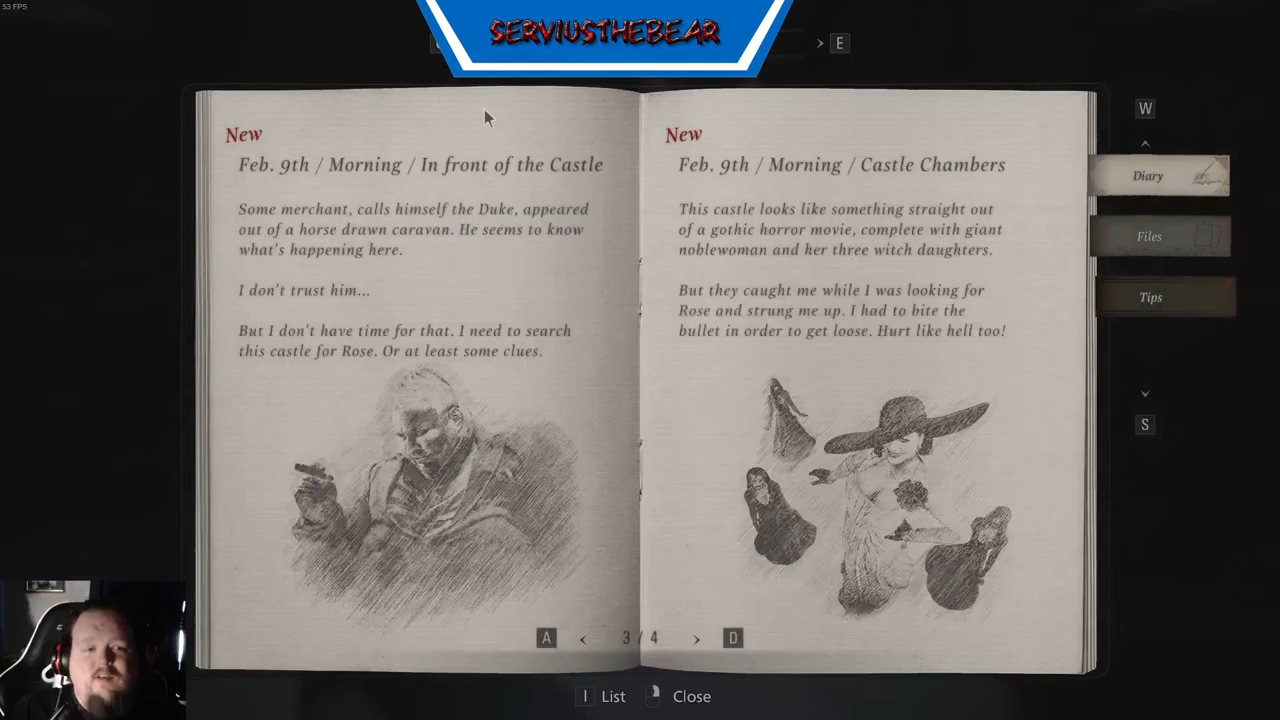 53 FPS
SERVIUSTHEBEAR
E
New
Feb. 9th / Morning / In front of the Castle
Some merchant, calls himself the Duke, appeared
out of a horse drawn caravan. He seems to know
what's happening here.
I don't trust him...
But I don't have time for that. I need to search
this castle for Rose. Or at least some clues.
New
Feb. 9th / Morning / Castle Chambers
This castle looks like something straight out
of a gothic horror movie, complete with giant
noblewoman and her three witch daughters.
But they caught me while I was looking for
Rose and strung me up. I had to bite the
bullet in order to get loose. Hurt like hell too!
W
Diary
Files
Tips
S
A < 3 / 4 > D
I List Close